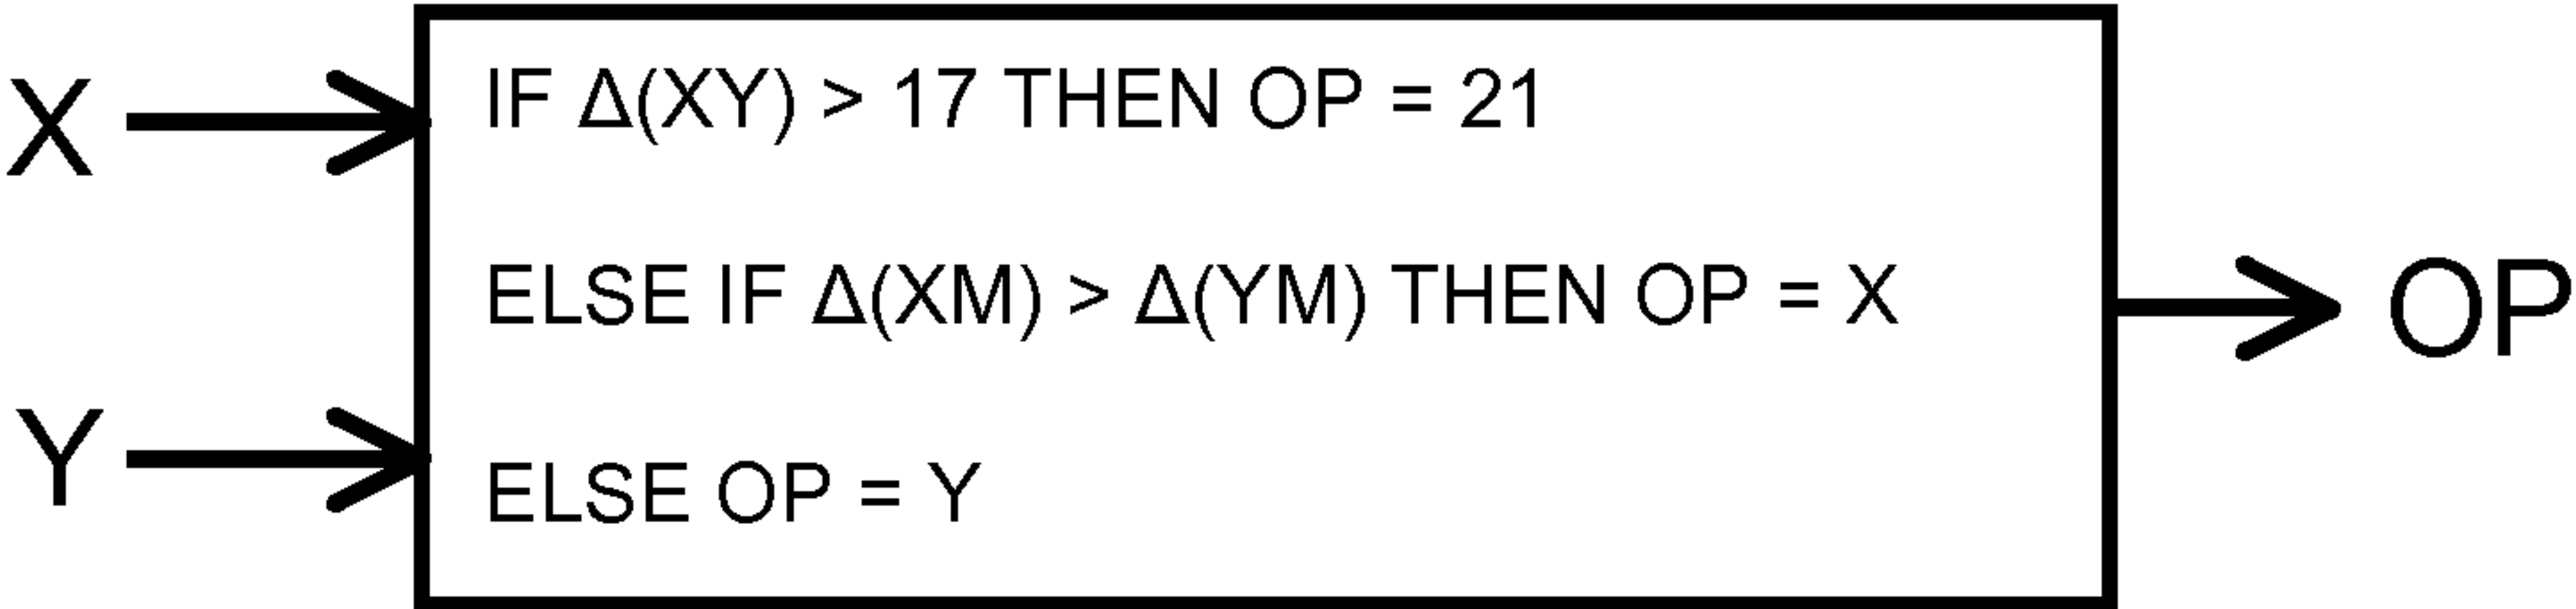 X
IF Δ(XY) > 17 THEN OP = 21
ELSE IF Δ(XM) > Δ(YM) THEN OP = X
OP
Y
ELSE OP = Y